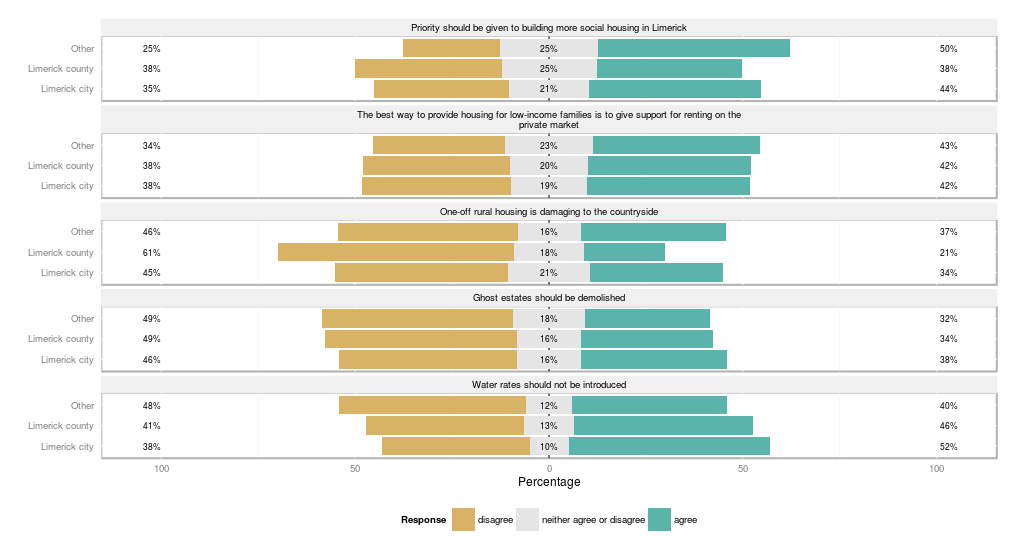 Priority should be given to building more social housing in Limerick
Other 25% 25% 50%
Limerick county 38% 25% 38%
Limerick city 35% 21% 44%
The best way to provide housing for low-income families is to give support for renting on the
private market
Other 34% 23% 43%
Limerick county 38% 20% 42%
Limerick city 38% 19% 42%
One-off rural housing is damaging to the countryside
Other 46% 16% 37%
Limerick county 61% 18% 21%
Limerick city 45% 21% 34%
Ghost estates should be demolished
Other 49% 18% 32%
Limerick county 49% 16% 34%
Limerick city 46% 16% 38%
Water rates should not be introduced
Other 48% 12% 40%
Limerick county 41% 13% 46%
Limerick city 38% 10% 52%
100 50 0 50 100
Percentage
Response disagree neither agree or disagree agree